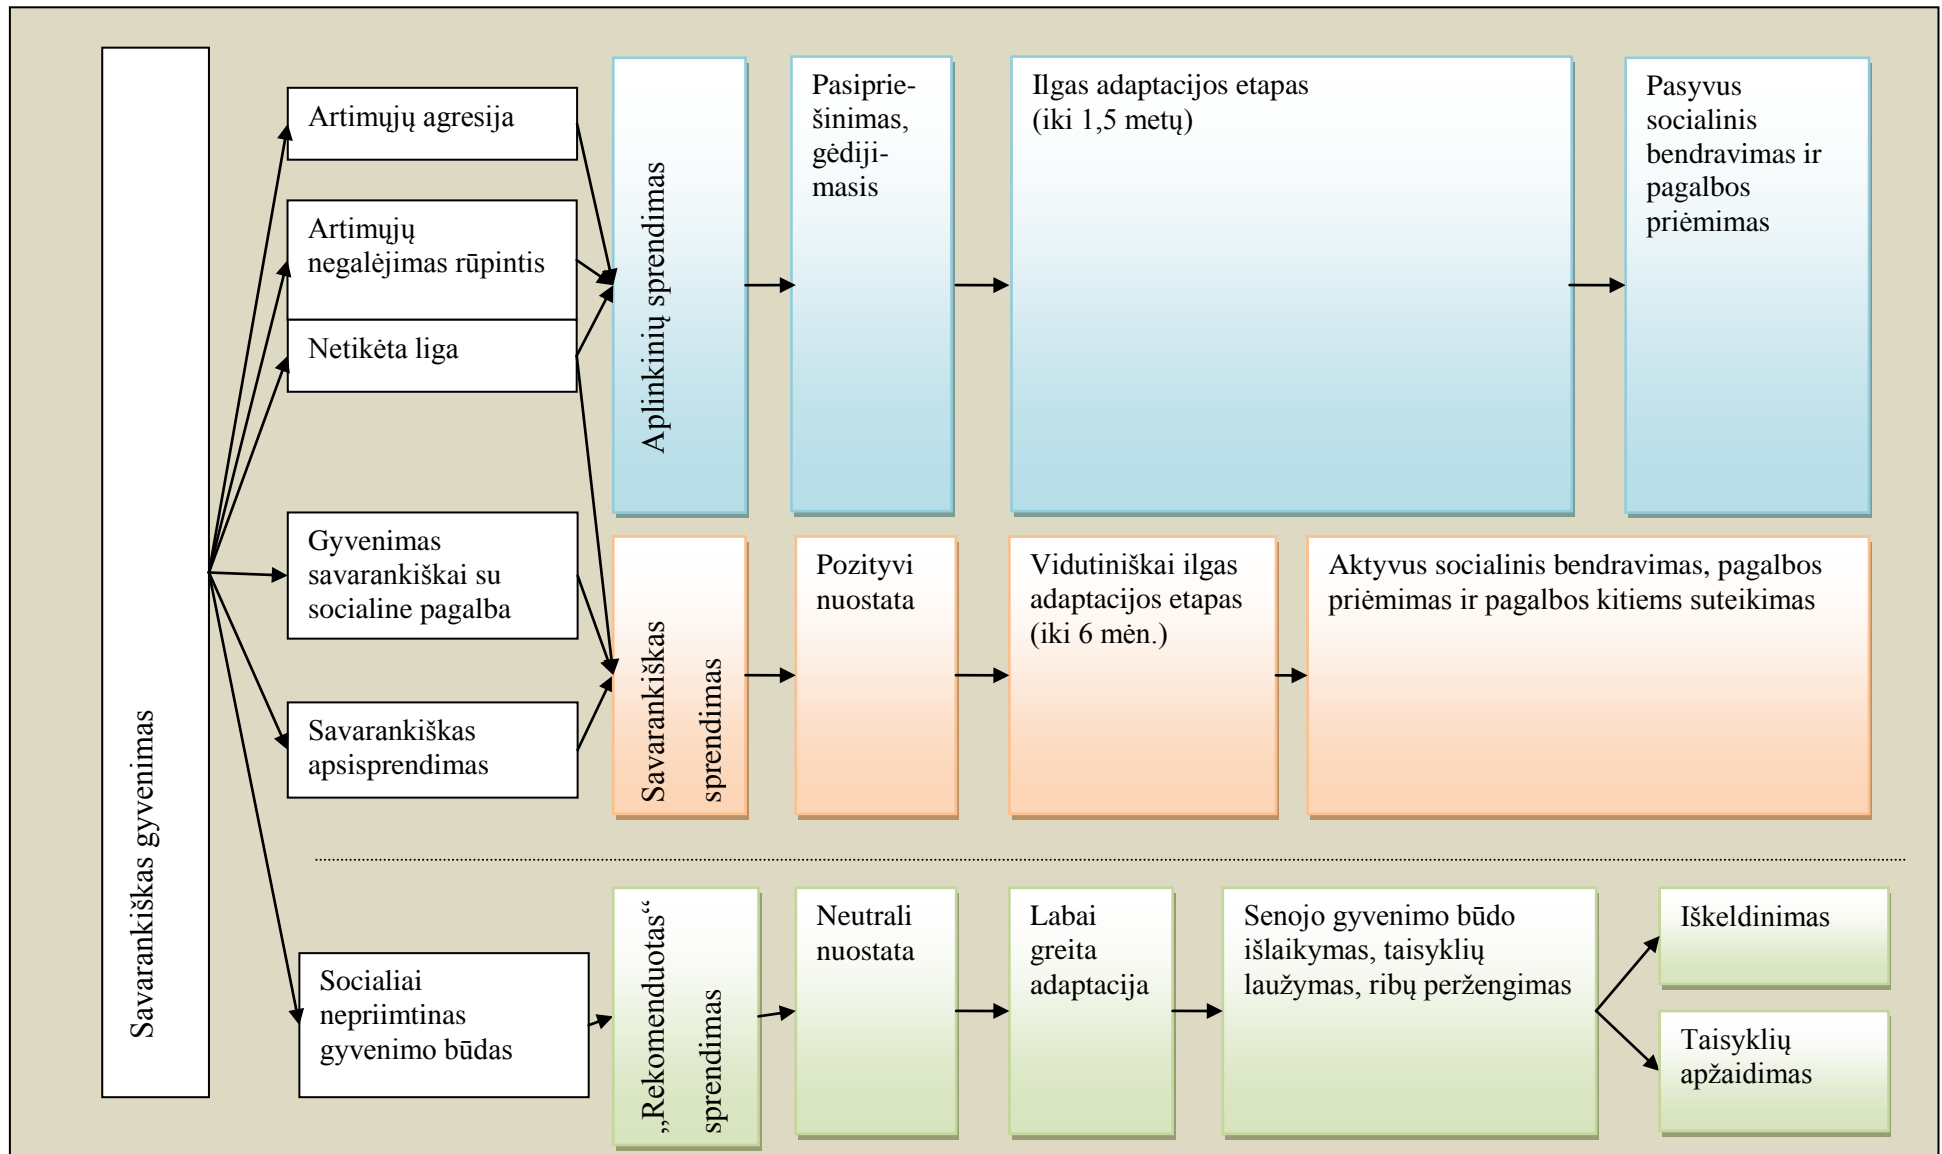 Savarankiškas gyvenimas
Artimųjų agresija
Artimųjų
negalėjimas rūpintis
Netikėta liga
Gyvenimas
savarankiškai su
socialine pagalba
Savarankiškas
apsisprendimas
Socialiai
nepriimtinas
gyvenimo būdas
Aplinkinių sprendimas
Pasiprie-
šinimas,
gėdiji-
masis
Ilgas adaptacijos etapas
(iki 1,5 metų)
Pasyvus
socialinis
bendravimas ir
pagalbos
priėmimas
Savarankiškas
sprendimas
Pozityvi
nuostata
Vidutiniškai ilgas
adaptacijos etapas
(iki 6 mėn.)
Aktyvus socialinis bendravimas, pagalbos
priėmimas ir pagalbos kitiems suteikimas
„Rekomenduotas“
sprendimas
Neutrali
nuostata
Labai
greita
adaptacija
Senojo gyvenimo būdo
išlaikymas, taisyklių
laužymas, ribų peržengimas
Iškeldinimas
Taisyklių
apžaidimas